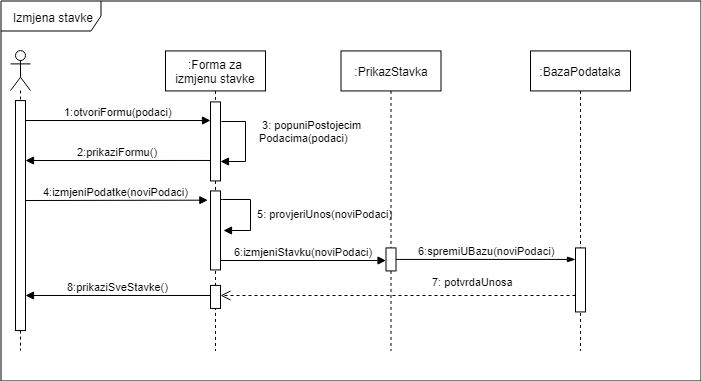 Izmjena stavke
:Forma za
izmjenu stavke
:PrikazStavka
:BazaPodataka
1:otvoriFormu(podaci)
3: popuniPostojecim
Podacima(podaci)
2:prikaziFormu()
4:izmjeniPodatke(noviPodaci)
5: provjeriUnos(noviPodaci)
6:izmjeniStavku(noviPodaci)
6:spremiUBazu(noviPodaci)
7: potvrdaUnosa
8:prikaziSveStavke()